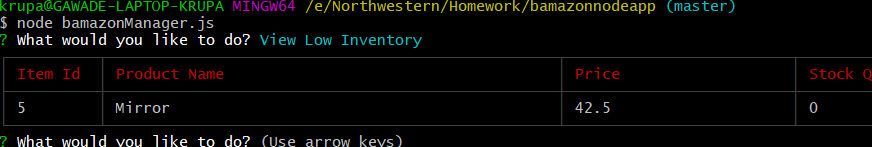 krupa@GAWADE-LAPTOP-KRUPA MINGW64 /e/Northwestern/Homework/bamazonnodeapp (master)
$ node bamazonManager.js
? What would you like to do? View Low Inventory
Item Id Product Name Price Stock Q
5 Mirror 42.5 0
? What would you like to do? (Use arrow keys)